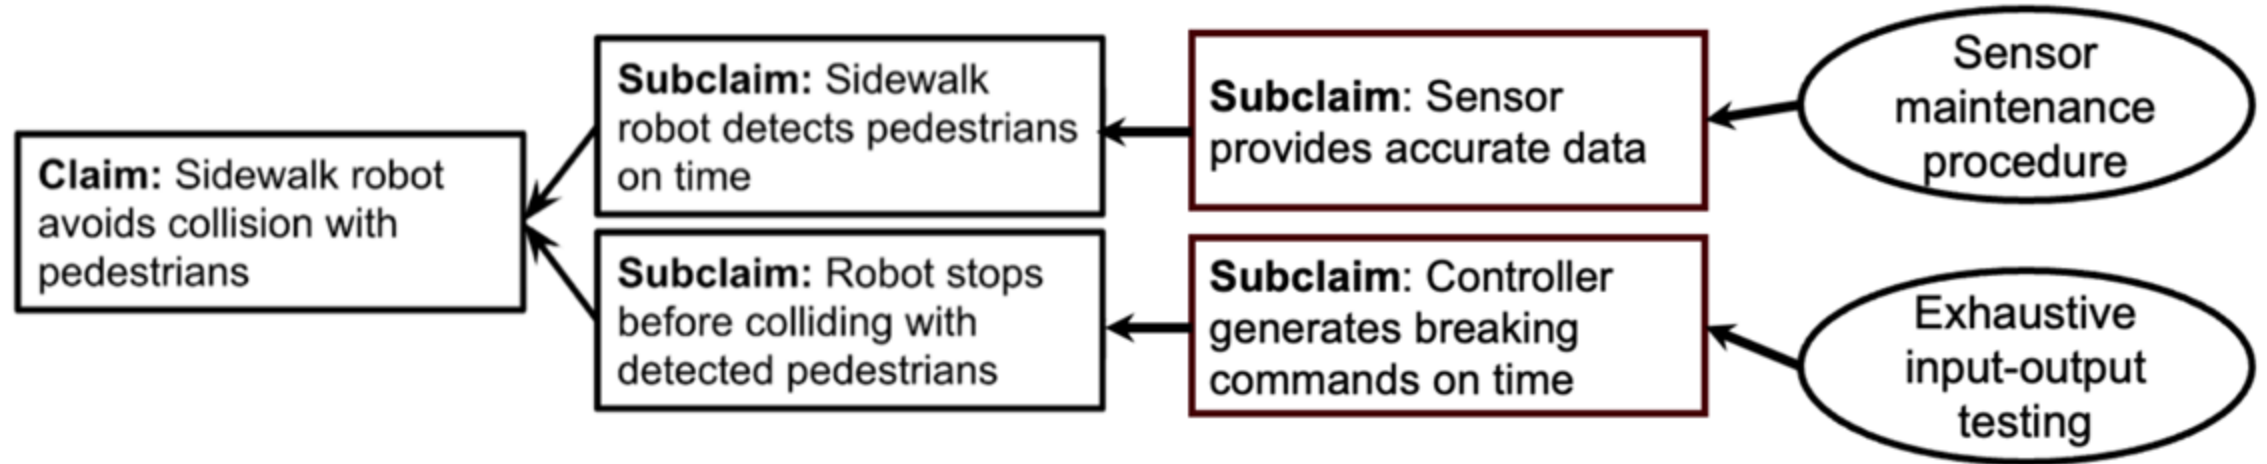 Claim: Sidewalk robot
avoids collision with
pedestrians
Subclaim: Sidewalk
robot detects pedestrians
on time
Subclaim: Robot stops
before colliding with
detected pedestrians
Subclaim: Sensor
provides accurate data
Subclaim: Controller
generates breaking
commands on time
Sensor
maintenance
procedure
Exhaustive
input-output
testing